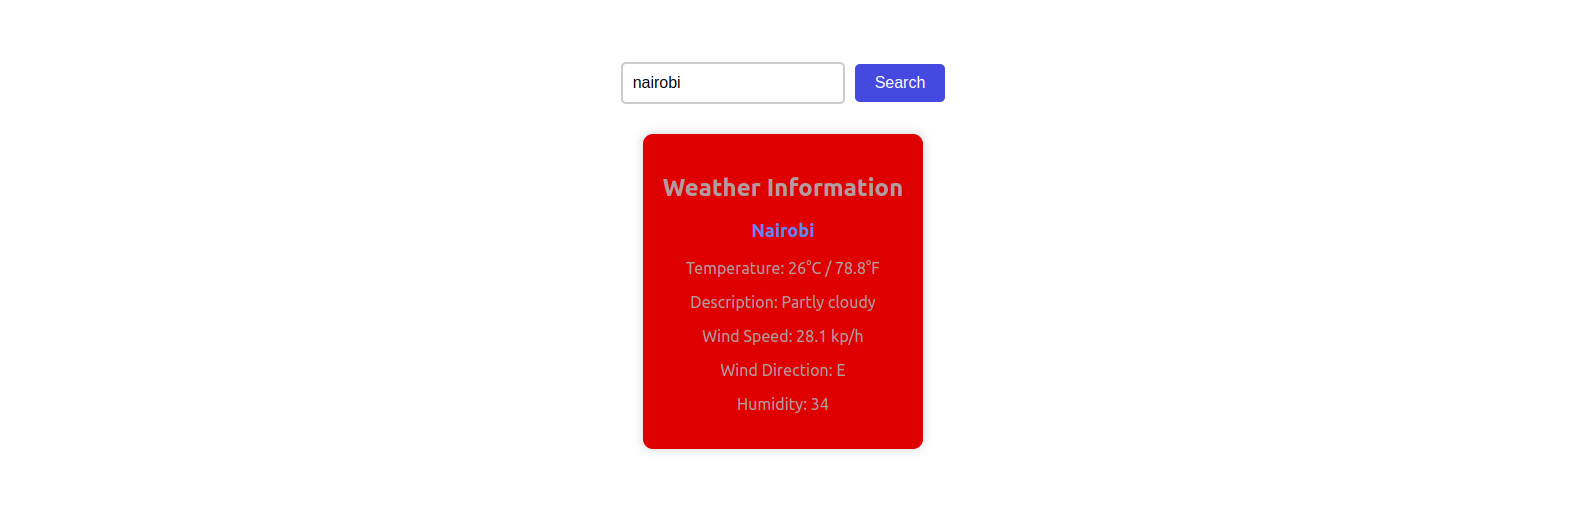 nairobi Search
Weather Information
Nairobi
Temperature: 26°C / 78.8°F
Description: Partly cloudy
Wind Speed: 28.1 kp/h
Wind Direction: E
Humidity: 34